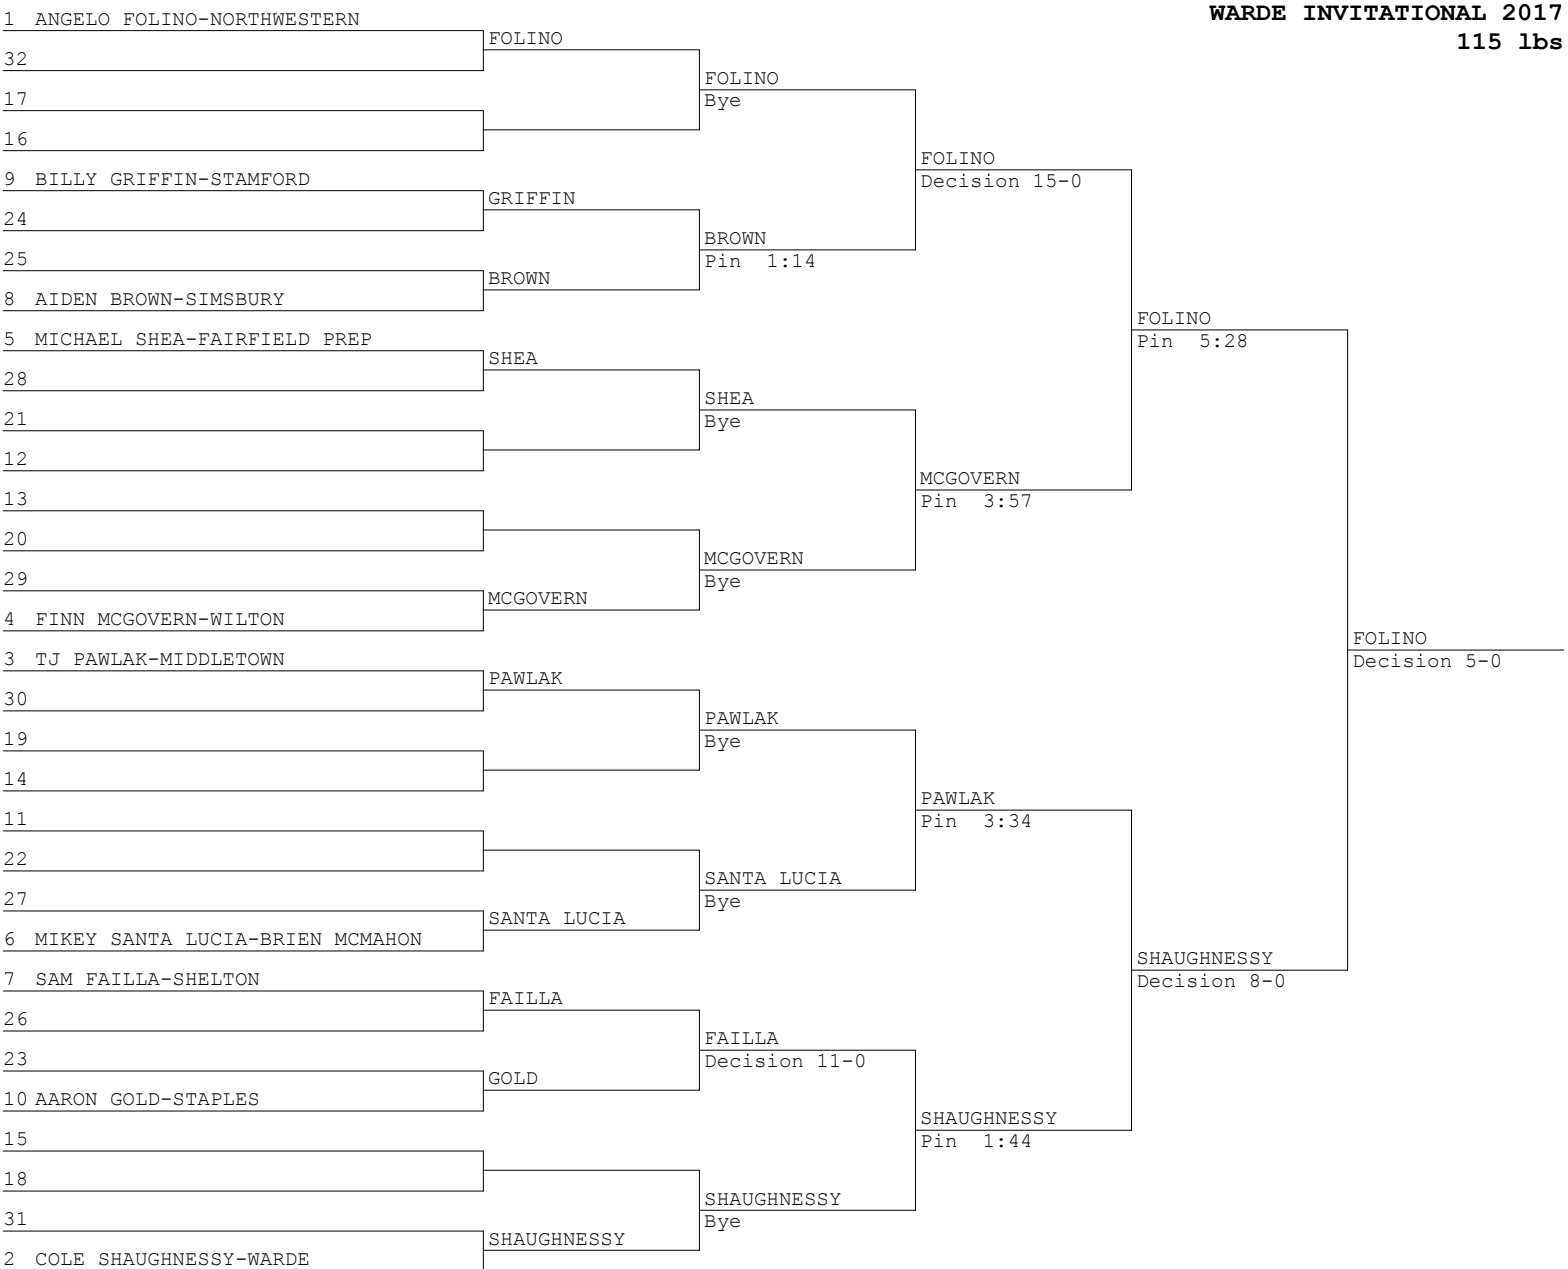 WARDE INVITATIONAL 2017
115 lbs
1 ANGELO FOLINO-NORTHWESTERN
FOLINO
32
FOLINO
Bye
17
16
FOLINO
Decision 15-0
9 BILLY GRIFFIN-STAMFORD
GRIFFIN
24
BROWN
Pin 1:14
25
BROWN
8 AIDEN BROWN-SIMSBURY
FOLINO
Pin 5:28
5 MICHAEL SHEA-FAIRFIELD PREP
SHEA
28
SHEA
Bye
21
12
MCGOVERN
Pin 3:57
13
20
MCGOVERN
Bye
29
MCGOVERN
4 FINN MCGOVERN-WILTON
FOLINO
Decision 5-0
3 TJ PAWLAK-MIDDLETOWN
PAWLAK
30
PAWLAK
Bye
19
14
PAWLAK
Pin 3:34
11
22
SANTA LUCIA
Bye
27
SANTA LUCIA
6 MIKEY SANTA LUCIA-BRIEN MCMAHON
SHAUGHNESSY
Decision 8-0
7 SAM FAILLA-SHELTON
FAILLA
26
FAILLA
Decision 11-0
23
GOLD
10 AARON GOLD-STAPLES
SHAUGHNESSY
Pin 1:44
15
18
SHAUGHNESSY
Bye
31
SHAUGHNESSY
2 COLE SHAUGHNESSY-WARDE